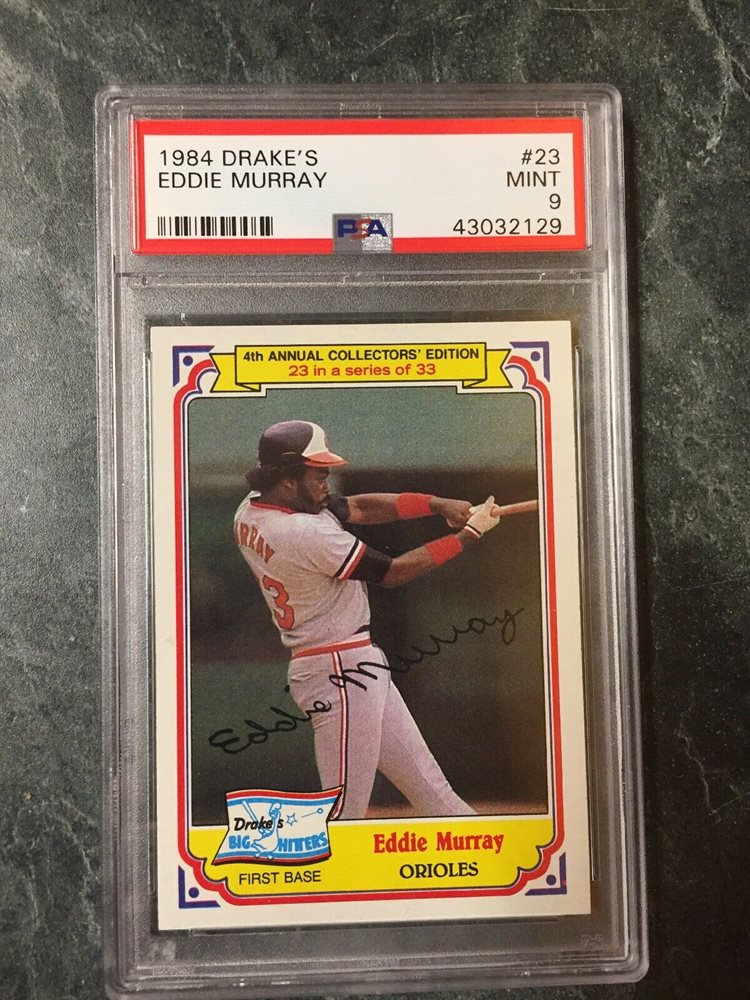 1984 DRAKE'S #23
EDDIE MURRAY MINT
9
PSA 43032129
4th ANNUAL COLLECTORS' EDITION
23 in a series of 33
RRAY
3
Eddie Murray
Drake's
BIG HITTERS
FIRST BASE
Eddie Murray
ORIOLES